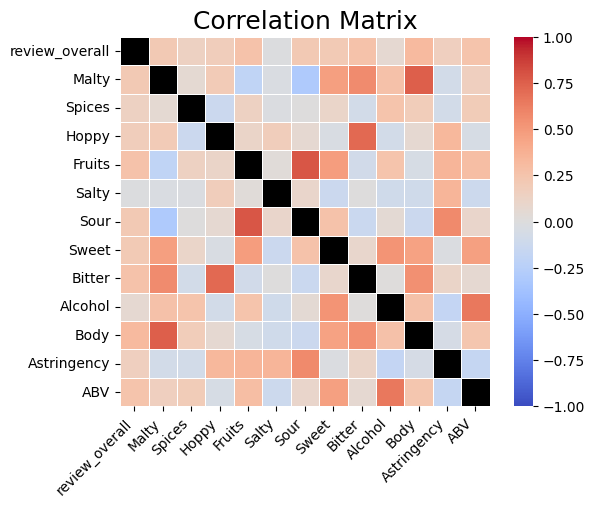 Correlation Matrix
review_overall
Malty
Spices
Hoppy
Fruits
Salty
Sour
Sweet
Bitter
Alcohol
Body
Astringency
ABV
review_overall
Malty
Spices
Hoppy
Fruits
Salty
Sour
Sweet
Bitter
Alcohol
Body
Astringency
ABV
1.00
0.75
0.50
0.25
0.00
−0.25
−0.50
−0.75
−1.00